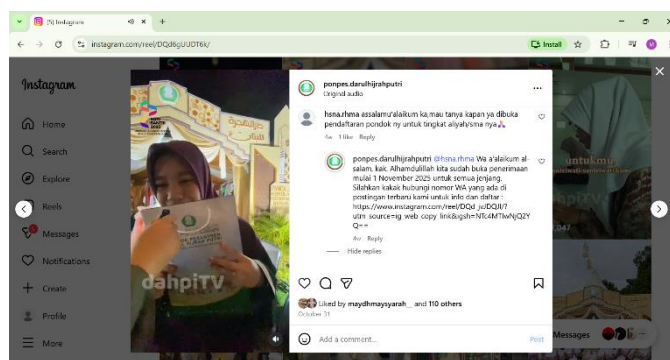 (5) Instagram
instagram.com/reel/DQd6gUUDT6k/
Install
Instagram
Home
Search
Explore
Reels
Messages
Notifications
Create
Profile
More
dahpiTV
ponpes.darulhijrahputri
Original audio
hsna.rhma assalamu'alaikum ka,mau tanya kapan ya dibuka
pendaftaran pondok ny untuk tingkat aliyah/sma nya
4w 1 like Reply
ponpes.darulhijrahputri @hsna.rhma Wa a'alaikum al-
salam, kak. Alhamdulillah kita sudah buka penerimaan
mulai 1 November 2025 untuk semua jenjang.
Silahkan kakak hubungi nomor WA yang ada di
postingan terbaru kami untuk info dan daftar :
https://www.instagram.com/reel/DQd_jxJDQJI/?
utm_source=ig_web_copy_link&igsh=NTc4MTIwNjQ2Y
Q==
4w Reply
Hide replies
Liked by maydhmaysyarah_ and 110 others
October 31
Add a comment...
Post
untukmu
Messages